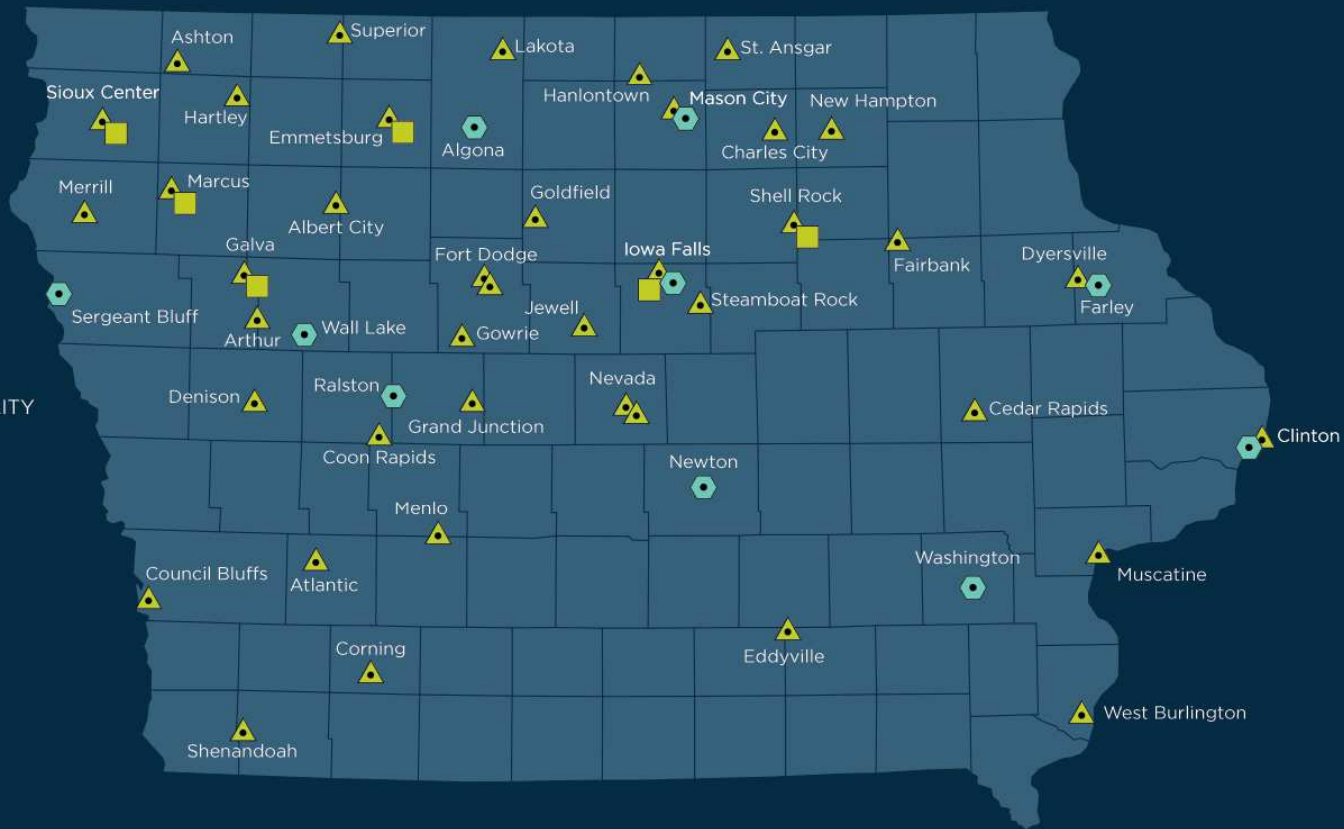 Ashton
Superior
Lakota
St. Ansgar
Sioux Center
Hartley
Emmetsburg
Algona
Hanlontown
Mason City
New Hampton
Charles City
Merrill
Marcus
Albert City
Goldfield
Shell Rock
Galva
Fort Dodge
Iowa Falls
Fairbank
Dyersville
Sergeant Bluff
Arthur
Wall Lake
Gowrie
Jewell
Steamboat Rock
Farley
Denison
Ralston
Grand Junction
Nevada
Cedar Rapids
ITY
Coon Rapids
Newton
Clinton
Menlo
Council Bluffs
Atlantic
Washington
Muscatine
Corning
Eddyville
Shenandoah
West Burlington